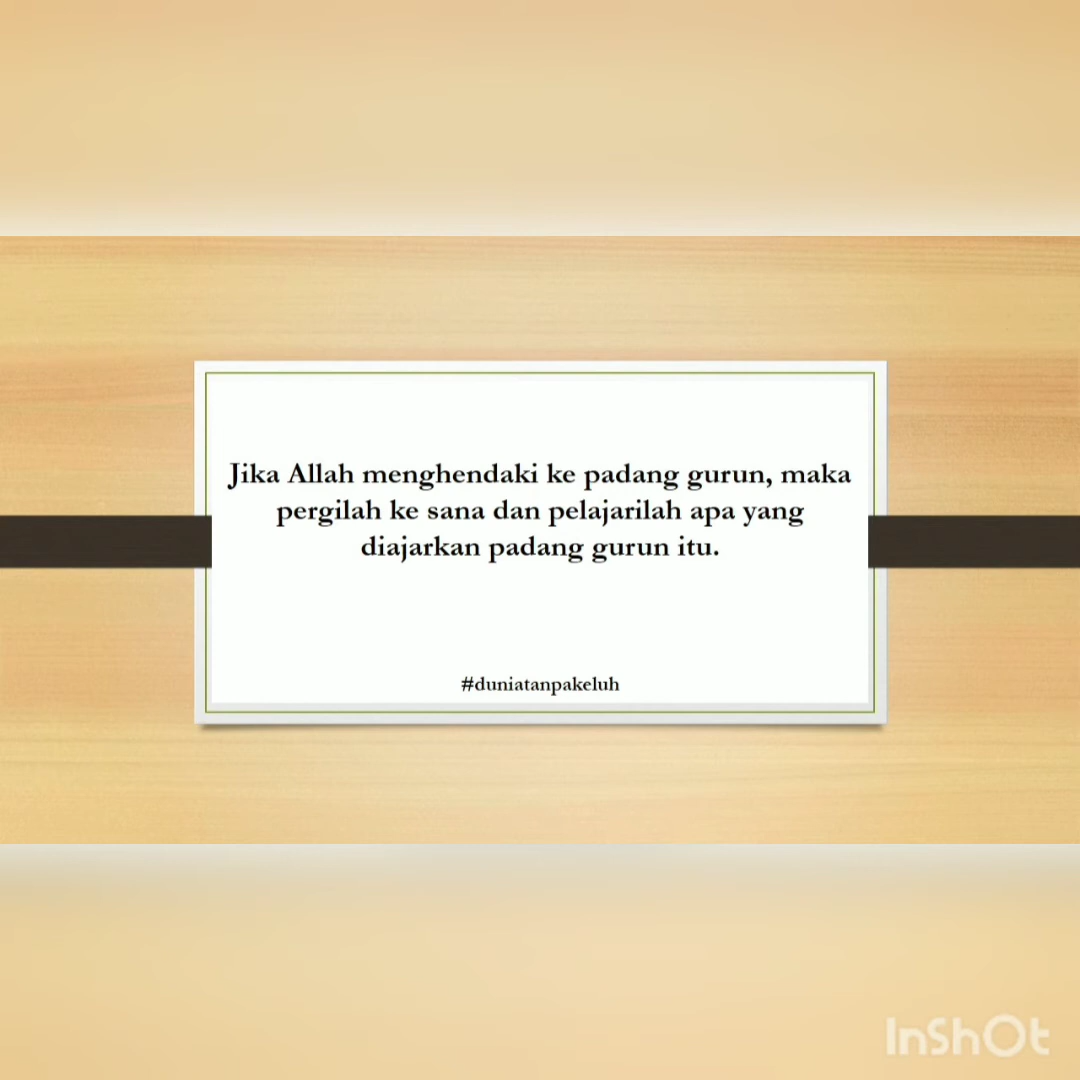 Jika Allah menghendaki ke padang gurun, maka
pergilah ke sana dan pelajarilah apa yang
diajarkan padang gurun itu.
#duniatanpakeluh
InShOt